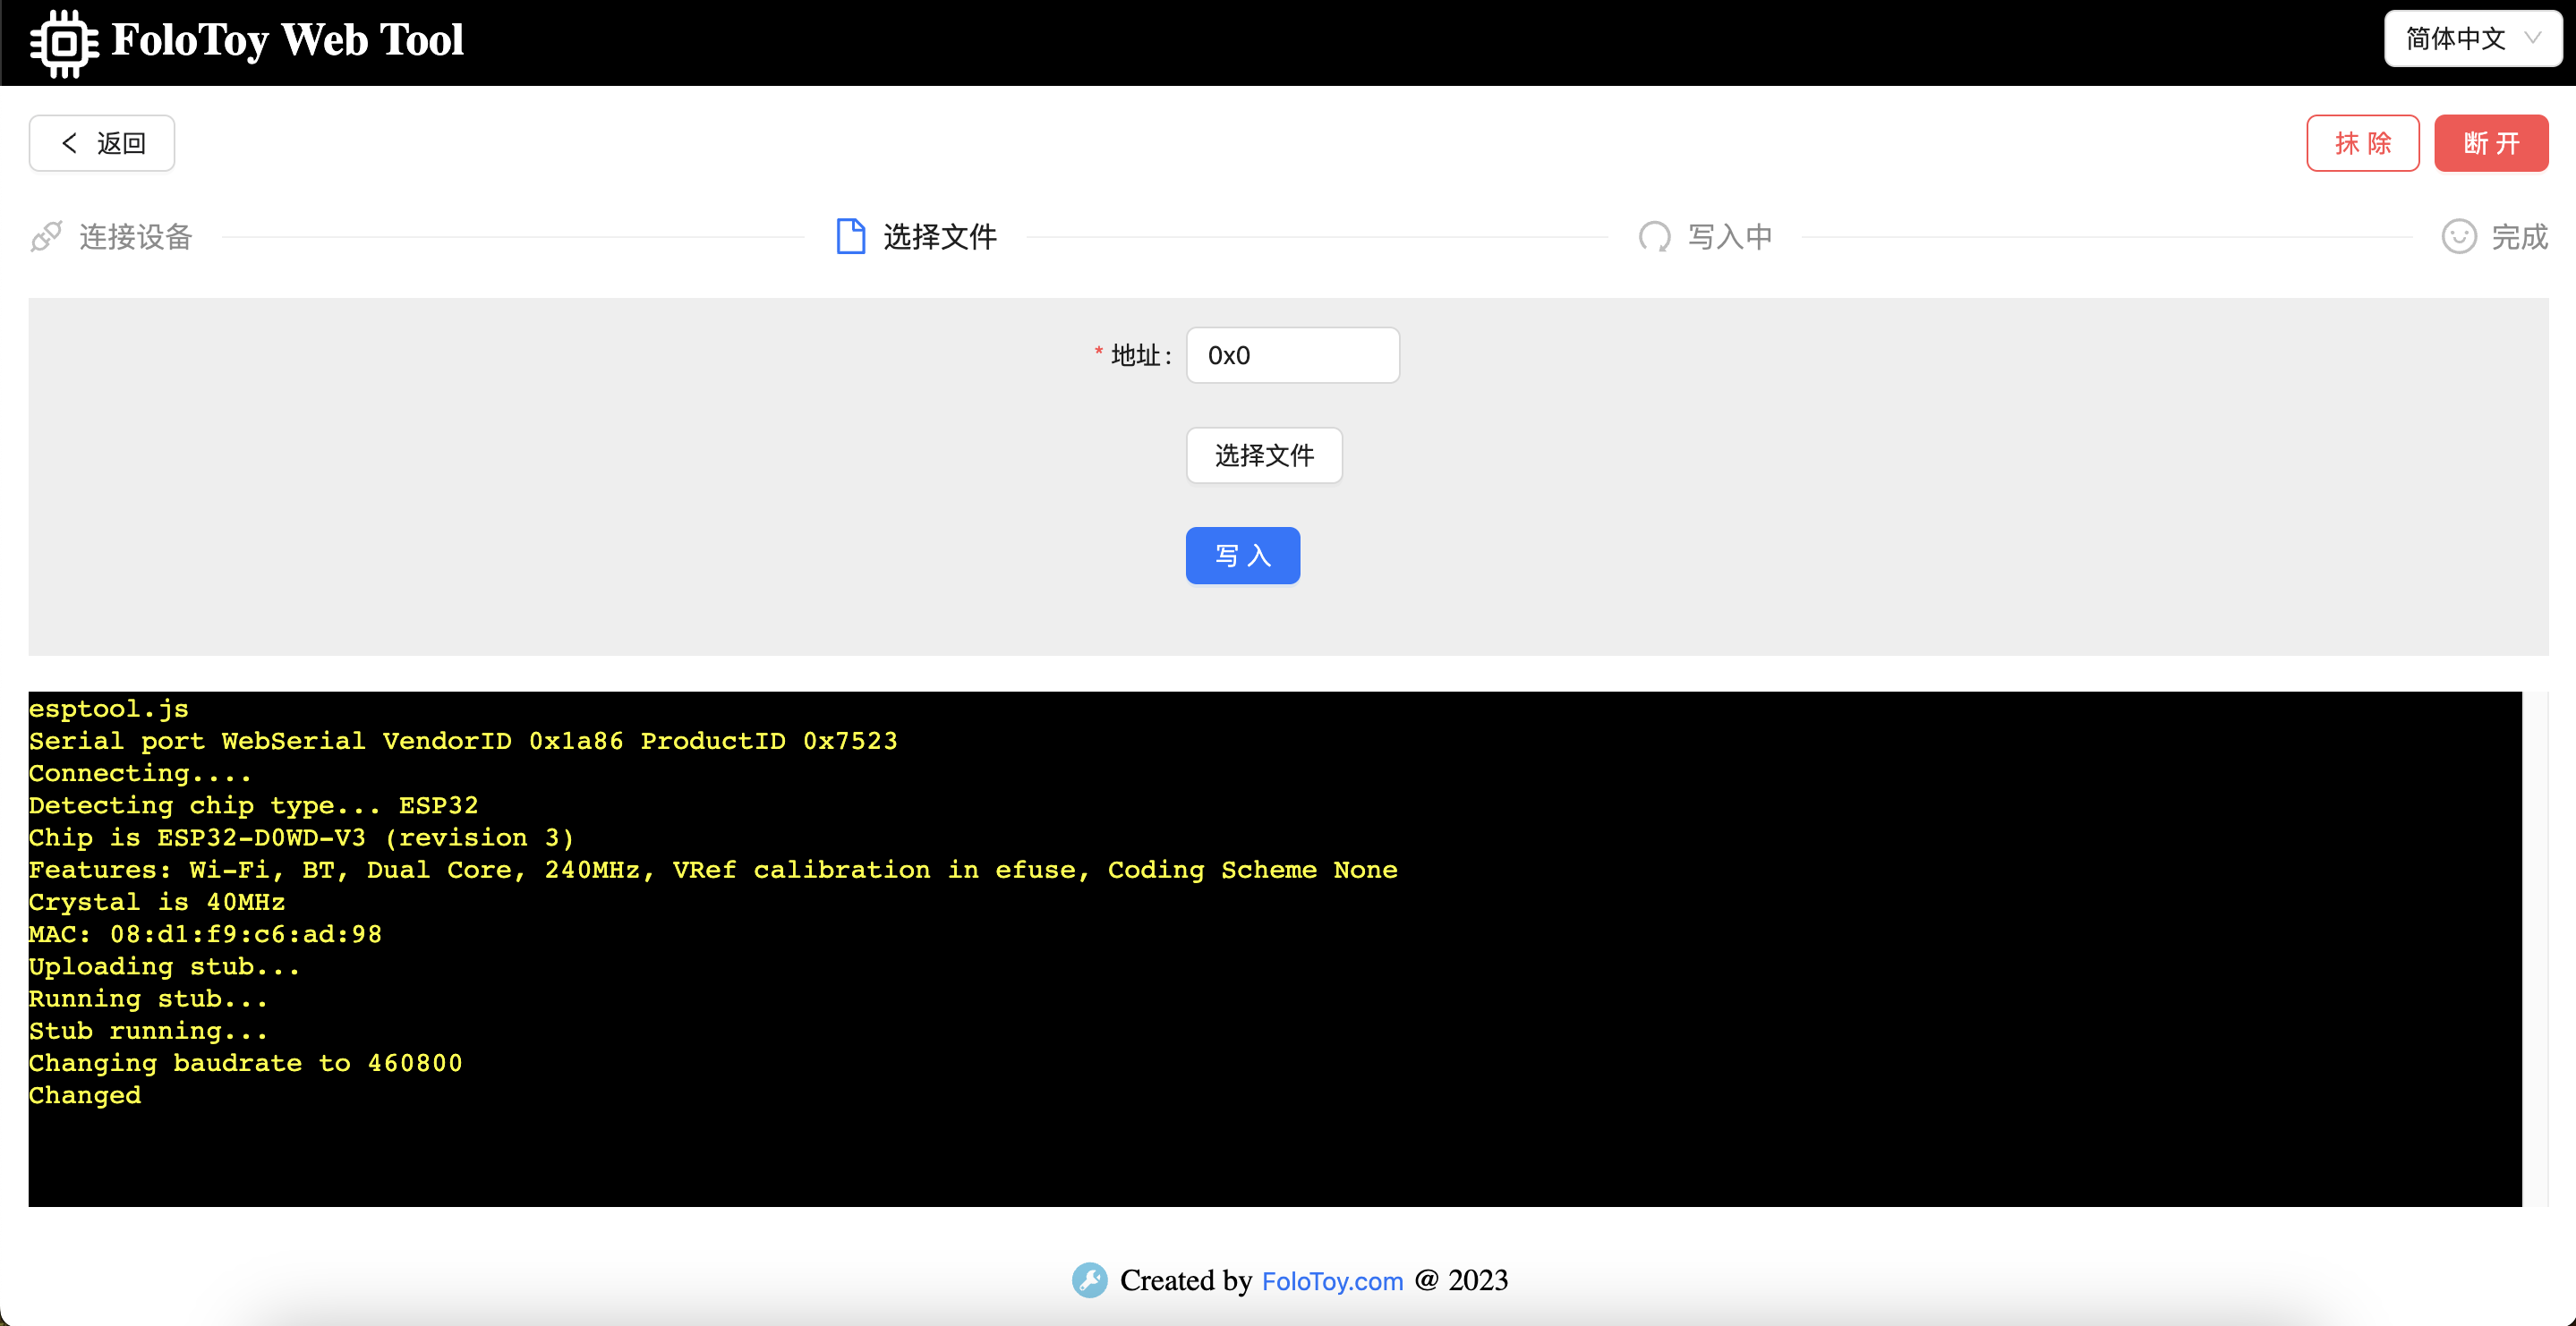 FoloToy Web Tool
简体中文
返回
抹 除
断 开
连接设备
选择文件
写入中
完成
* 地址 :
0x0
选择文件
写 入
esptool.js
Serial port WebSerial VendorID 0x1a86 ProductID 0x7523
Connecting....
Detecting chip type... ESP32
Chip is ESP32-D0WD-V3 (revision 3)
Features: Wi-Fi, BT, Dual Core, 240MHz, VRef calibration in efuse, Coding Scheme None
Crystal is 40MHz
MAC: 08:d1:f9:c6:ad:98
Uploading stub...
Running stub...
Stub running...
Changing baudrate to 460800
Changed
Created by FoloToy.com @ 2023